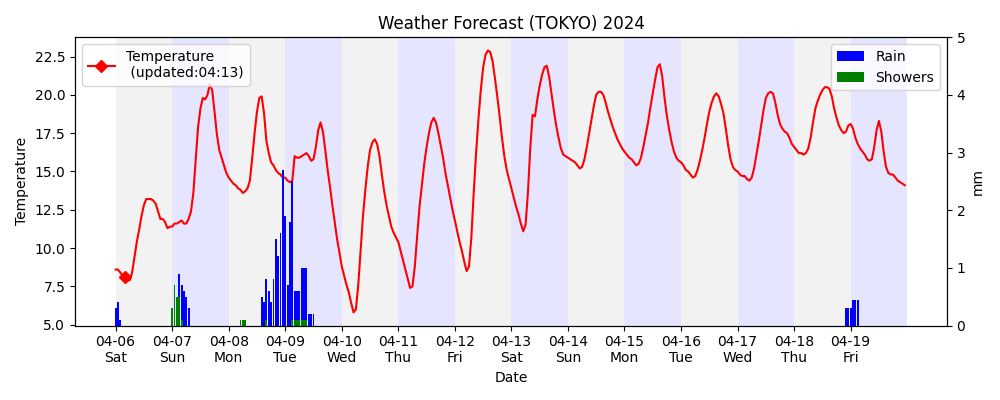 Weather Forecast (TOKYO) 2024
Temperature
(updated:04:13)
Rain
Showers
22.5
20.0
17.5
15.0
12.5
10.0
7.5
5.0
Temperature
5
4
3
2
1
0
mm
04-06 04-07 04-08 04-09 04-10 04-11 04-12 04-13 04-14 04-15 04-16 04-17 04-18 04-19
Sat Sun Mon Tue Wed Thu Fri Sat Sun Mon Tue Wed Thu Fri
Date